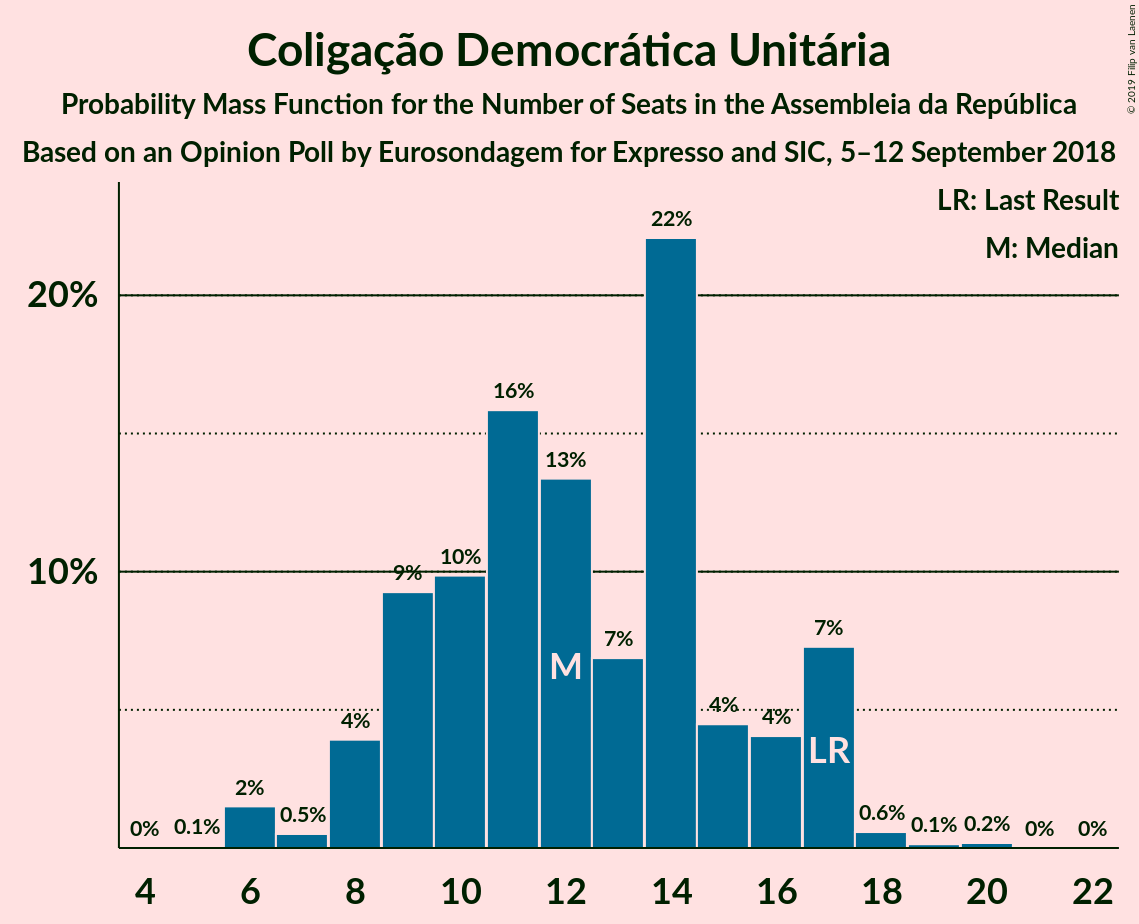 Coligação Democrática Unitária
Probability Mass Function for the Number of Seats in the Assembleia da República
Based on an Opinion Poll by Eurosondagem for Expresso and SIC, 5–12 September 2018
© 2019 Filip van Laenen
LR: Last Result
M: Median
22%
20%
16%
13%
10%
10%
9%
7%
7%
M
4%
4%
4%
LR
2%
0.5%
0.6%
0%
0.1%
0.1%
0.2%
0%
0%
4 6 8 10 12 14 16 18 20 22